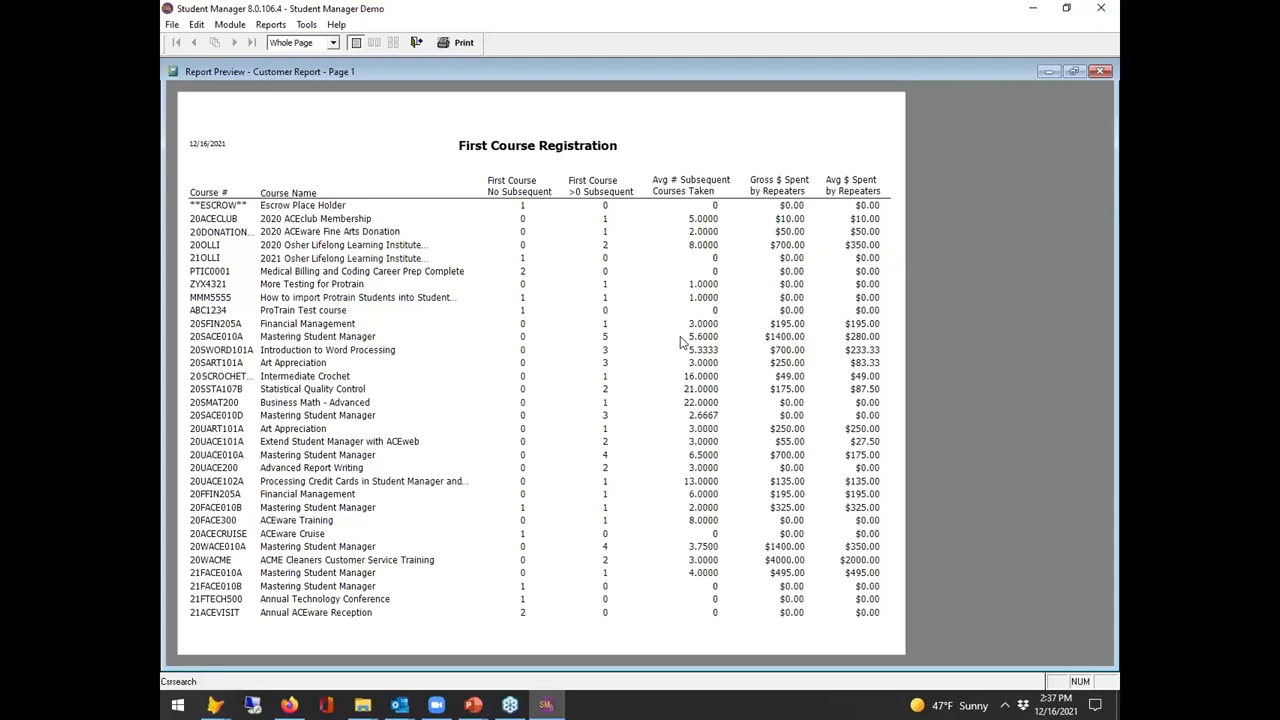 Student Manager 8.0.106.4 - Student Manager Demo
File Edit Module Reports Tools Help
Whole Page Print
Report Preview - Customer Report - Page 1
12/16/2021
First Course Registration
First Course First Course Avg # Subsequent Gross $ Spent Avg $ Spent
Course # Course Name No Subsequent >0 Subsequent Courses Taken by Repeaters by Repeaters
**ESCROW** Escrow Place Holder 1 0 0 $0.00 $0.00
20ACECLUB 2020 ACEclub Membership 0 1 5.0000 $10.00 $10.00
20DONATION... 2020 ACEware Fine Arts Donation 0 1 2.0000 $50.00 $50.00
20OLLI 2020 Osher Lifelong Learning Institute... 0 2 8.0000 $700.00 $350.00
21OLLI 2021 Osher Lifelong Learning Institute... 1 0 0 $0.00 $0.00
PTIC0001 Medical Billing and Coding Career Prep Complete 2 0 0 $0.00 $0.00
ZYX4321 More Testing for Protrain 0 1 1.0000 $0.00 $0.00
MMM5555 How to import Protrain Students into Student... 1 1 1.0000 $0.00 $0.00
ABC1234 ProTrain Test course 1 0 0 $0.00 $0.00
20SFIN205A Financial Management 0 1 3.0000 $195.00 $195.00
20SACE010A Mastering Student Manager 0 5 5.6000 $1400.00 $280.00
20SWORD101A Introduction to Word Processing 0 3 5.3333 $700.00 $233.33
20SART101A Art Appreciation 0 3 3.0000 $250.00 $83.33
20SCROCHET... Intermediate Crochet 0 1 16.0000 $49.00 $49.00
20SSTA107B Statistical Quality Control 0 2 21.0000 $175.00 $87.50
20SMAT200 Business Math - Advanced 0 1 22.0000 $0.00 $0.00
20SACE010D Mastering Student Manager 0 3 2.6667 $0.00 $0.00
20UART101A Art Appreciation 0 1 3.0000 $250.00 $250.00
20UACE101A Extend Student Manager with ACEweb 0 2 3.0000 $55.00 $27.50
20UACE010A Mastering Student Manager 0 4 6.5000 $700.00 $175.00
20UACE200 Advanced Report Writing 0 2 3.0000 $0.00 $0.00
20UACE102A Processing Credit Cards in Student Manager and... 0 1 13.0000 $135.00 $135.00
20FFIN205A Financial Management 0 1 6.0000 $195.00 $195.00
20FACE010B Mastering Student Manager 1 1 2.0000 $325.00 $325.00
20FACE300 ACEware Training 0 1 8.0000 $0.00 $0.00
20ACECRUISE ACEware Cruise 1 0 0 $0.00 $0.00
20WACE010A Mastering Student Manager 0 4 3.7500 $1400.00 $350.00
20WACME ACME Cleaners Customer Service Training 0 2 3.0000 $4000.00 $2000.00
21FACE010A Mastering Student Manager 0 1 4.0000 $495.00 $495.00
21FACE010B Mastering Student Manager 1 0 0 $0.00 $0.00
21FTECH500 Annual Technology Conference 1 0 0 $0.00 $0.00
21ACEVISIT Annual ACEware Reception 2 0 0 $0.00 $0.00
Csrsearch NUM
47°F Sunny 2:37 PM
12/16/2021